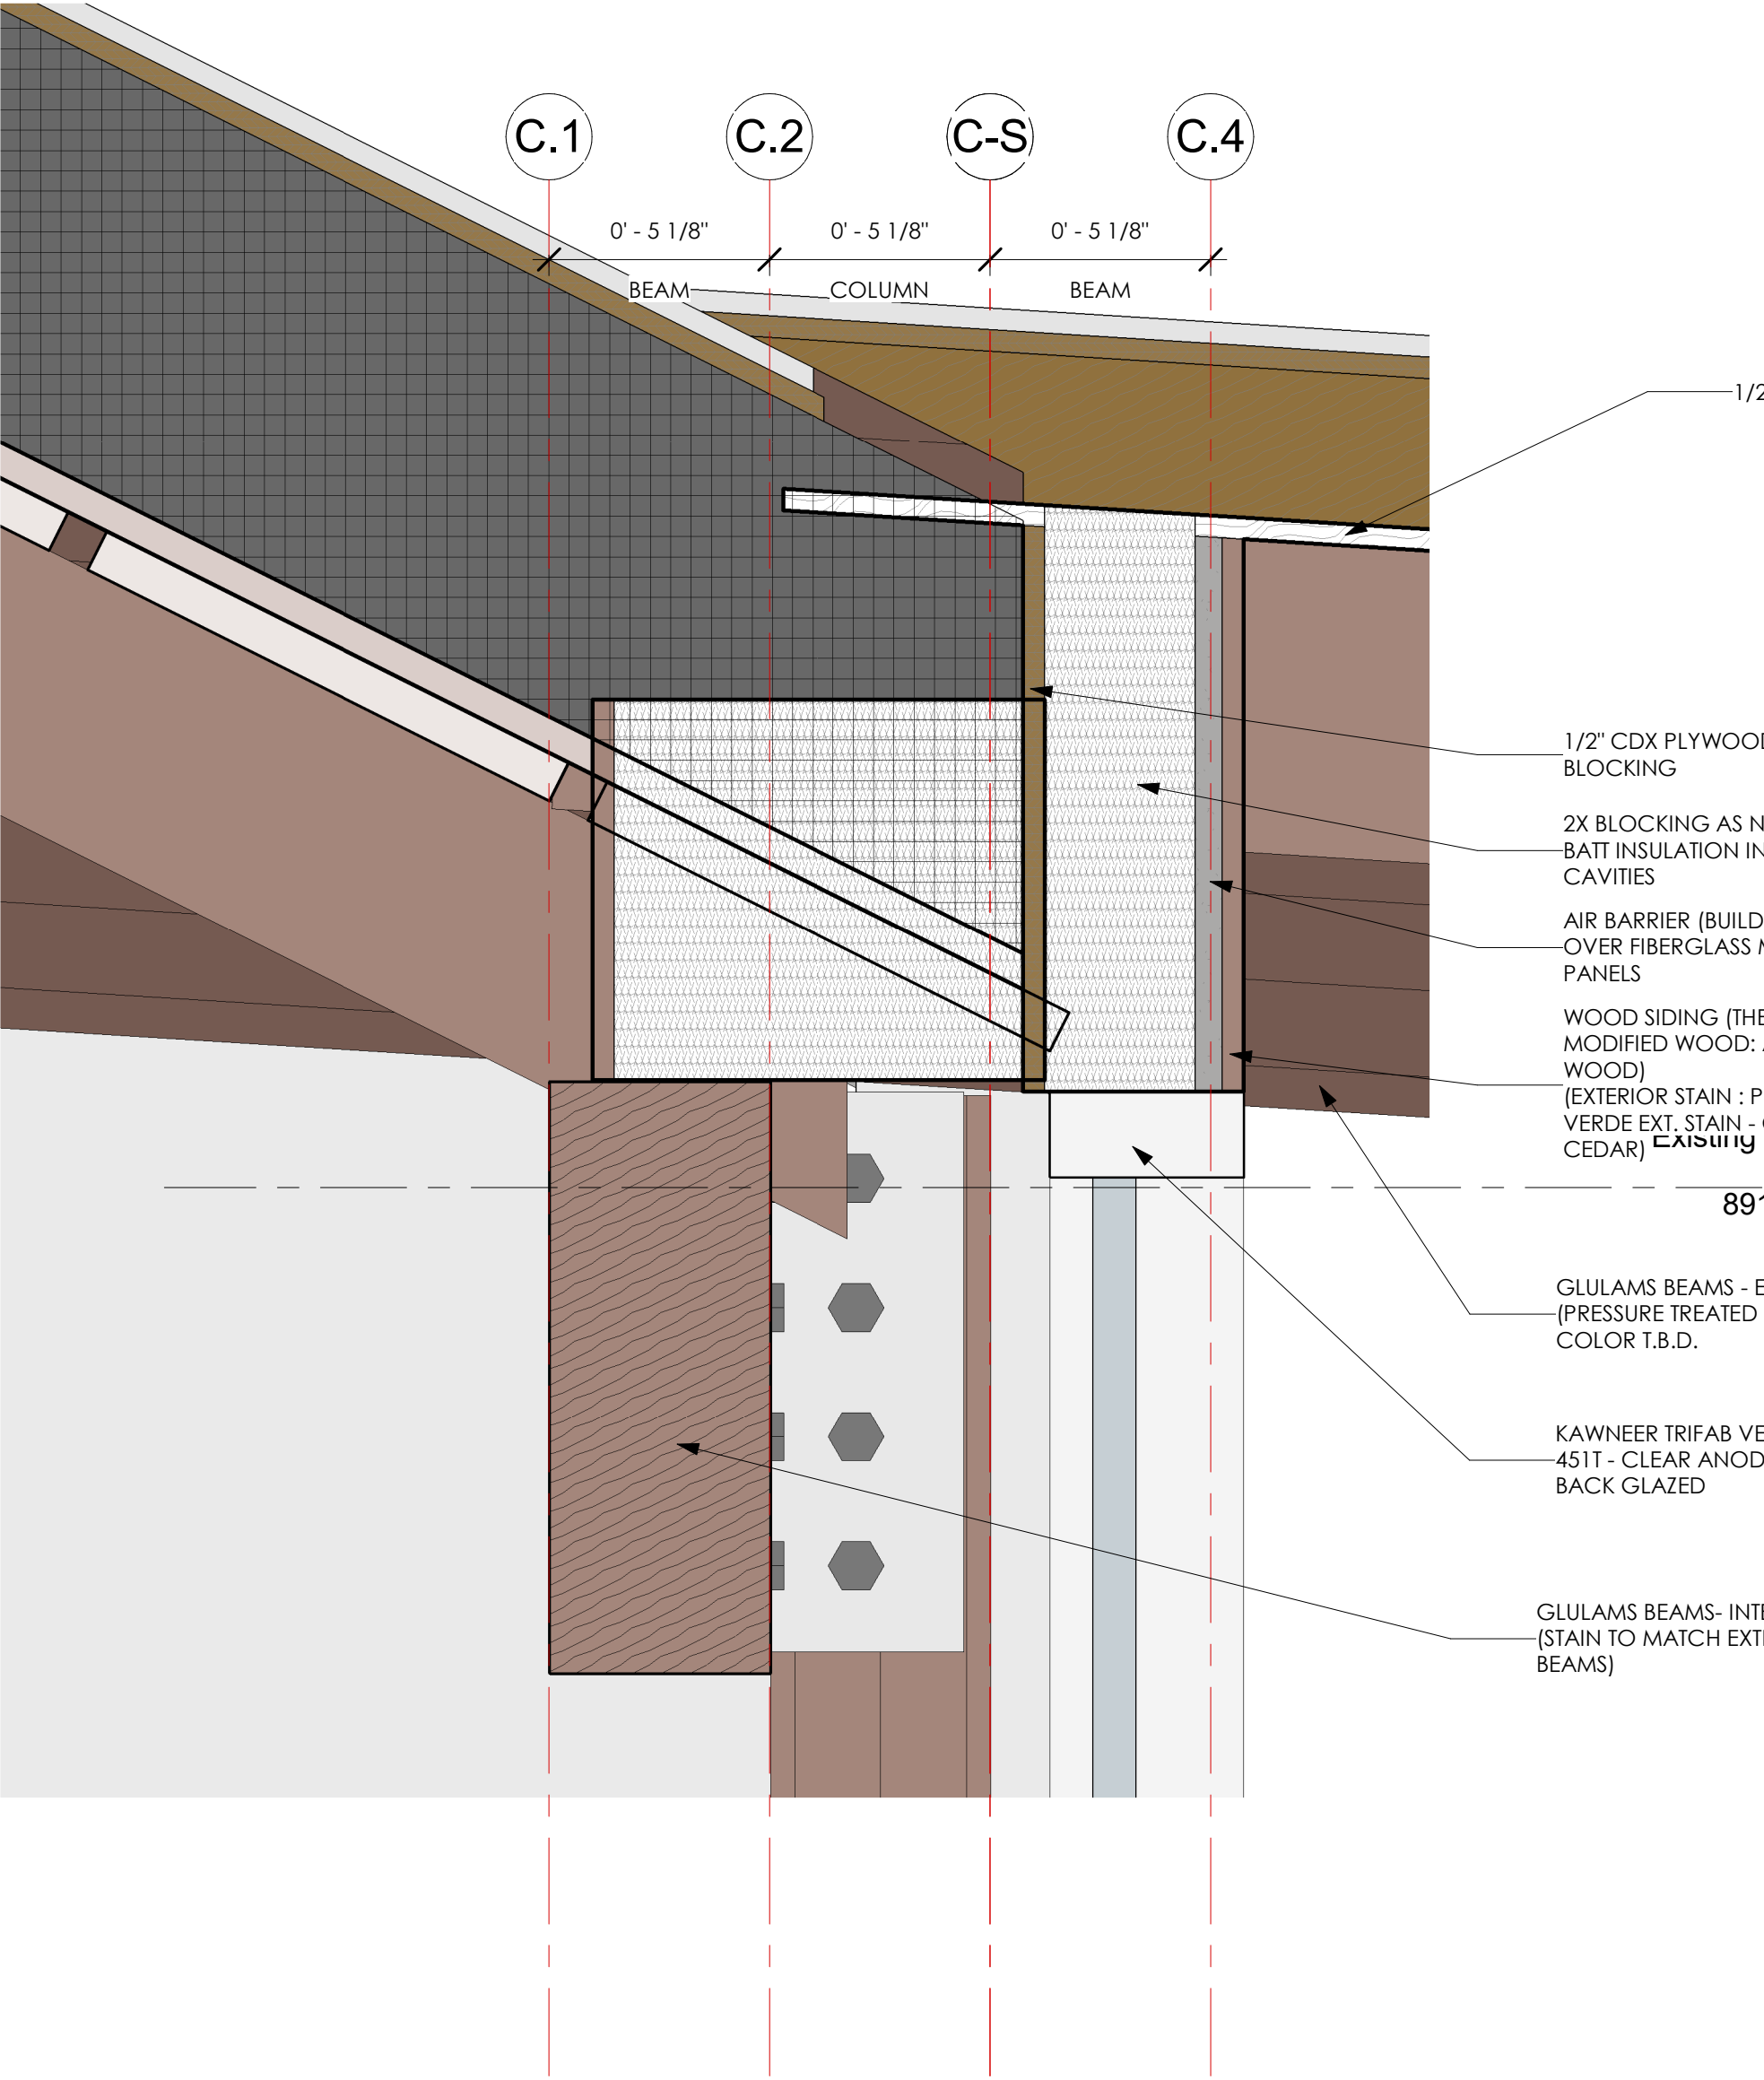 C.1 C.2 C-S C.4
0' - 5 1/8" 0' - 5 1/8" 0' - 5 1/8"
BEAM COLUMN BEAM
1/2
1/2" CDX PLYWOOD
BLOCKING
2X BLOCKING AS N
BATT INSULATION IN
CAVITIES
AIR BARRIER (BUILD
OVER FIBERGLASS M
PANELS
WOOD SIDING (THE
MODIFIED WOOD:
WOOD)
(EXTERIOR STAIN : P
VERDE EXT. STAIN -
CEDAR)
Existing
891
GLULAMS BEAMS - E
(PRESSURE TREATED
COLOR T.B.D.
KAWNEER TRIFAB VE
451T - CLEAR ANOD
BACK GLAZED
GLULAMS BEAMS- INTE
(STAIN TO MATCH EXT
BEAMS)